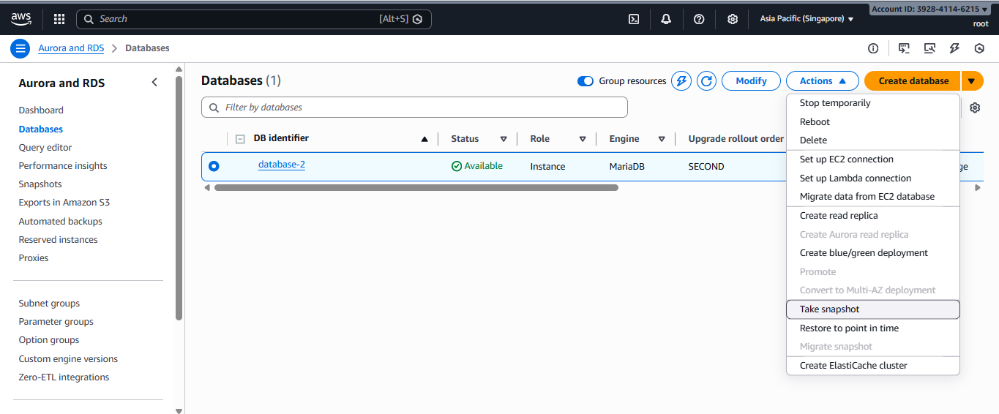 aws
Search [Alt+S]
Asia Pacific (Singapore)
Account ID: 3928-4114-6215
root
Aurora and RDS > Databases
Aurora and RDS
Dashboard
Databases
Query editor
Performance insights
Snapshots
Exports in Amazon S3
Automated backups
Reserved instances
Proxies
Subnet groups
Parameter groups
Option groups
Custom engine versions
Zero-ETL integrations
Databases (1)
Group resources
Modify
Actions
Create database
Filter by databases
DB identifier Status Role Engine Upgrade rollout order
database-2 Available Instance MariaDB SECOND
Stop temporarily
Reboot
Delete
Set up EC2 connection
Set up Lambda connection
Migrate data from EC2 database
Create read replica
Create Aurora read replica
Create blue/green deployment
Promote
Convert to Multi-AZ deployment
Take snapshot
Restore to point in time
Migrate snapshot
Create ElastiCache cluster